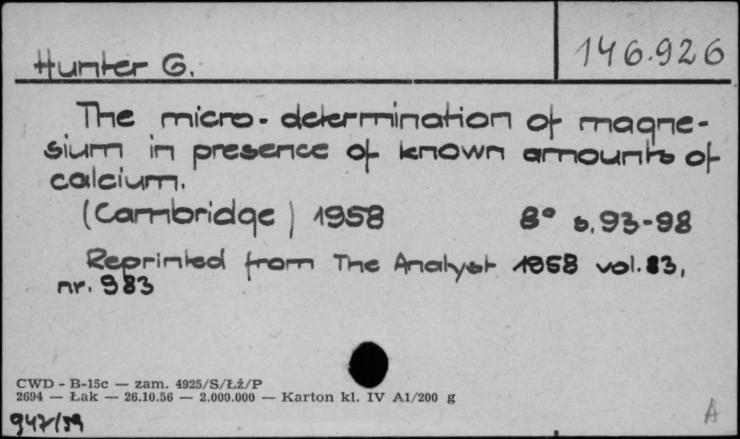 Hunter G.
146.926
The micro-determination of magne-
sium in presence of known amounts of
calcium.
(Cambridge) 1958 8° s. 93-98
Reprinted from The Analyst 1958 vol. 83,
nr. 983
CWD - B-15c — zam. 4925/S/Łż/P
2694 — Łak — 26.10.56 — 2.000.000 — Karton kl. IV A1/200 g
947/59
A